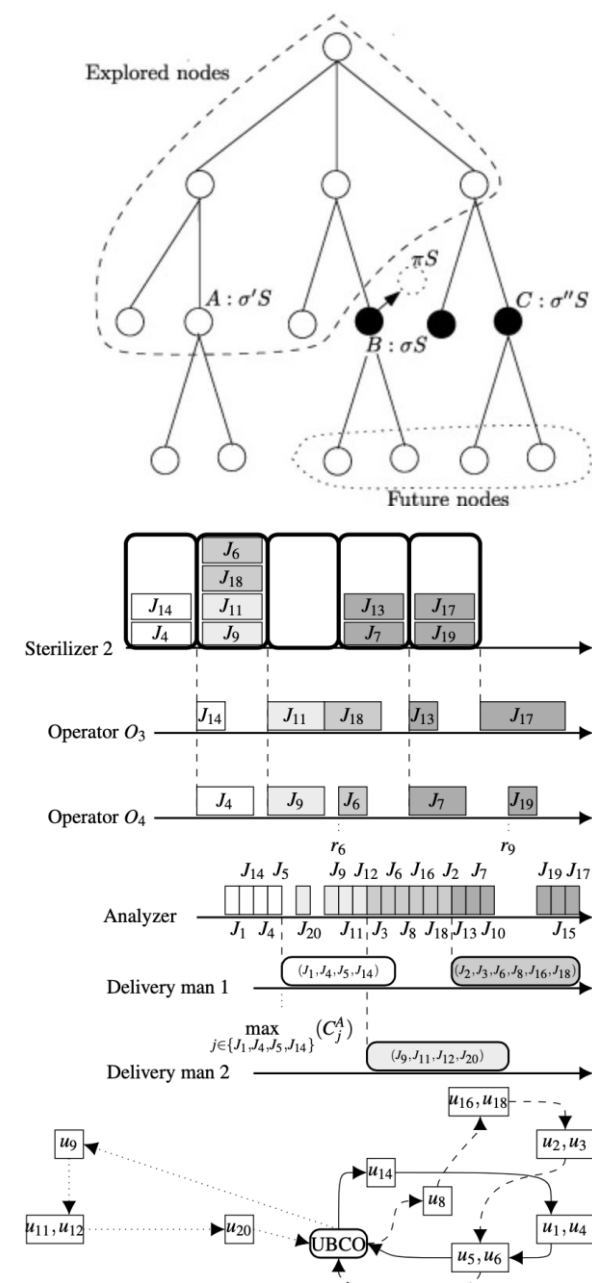 Explored nodes
πS
A : σ′S
C : σ″S
B : σS
Future nodes
J6
J18
J14 J11 J13 J17
J4 J9 J7 J19
Sterilizer 2
J14 J11 J18 J13 J17
Operator O3
J4 J9 J6 J7 J19
Operator O4
r6 r9
J14 J5 J9 J12 J6 J16 J2 J7 J19 J17
Analyzer
J1 J4 J20 J11 J3 J8 J18 J13 J10 J15
(J1,J4,J5,J14) (J2,J3,J6,J8,J16,J18)
Delivery man 1
max (C_j^A)
j∈{J1,J4,J5,J14}
(J9,J11,J12,J20)
Delivery man 2
u16,u18
u9 u2,u3
u14
u8
u11,u12 u20 u1,u4
UBCO
u5,u6